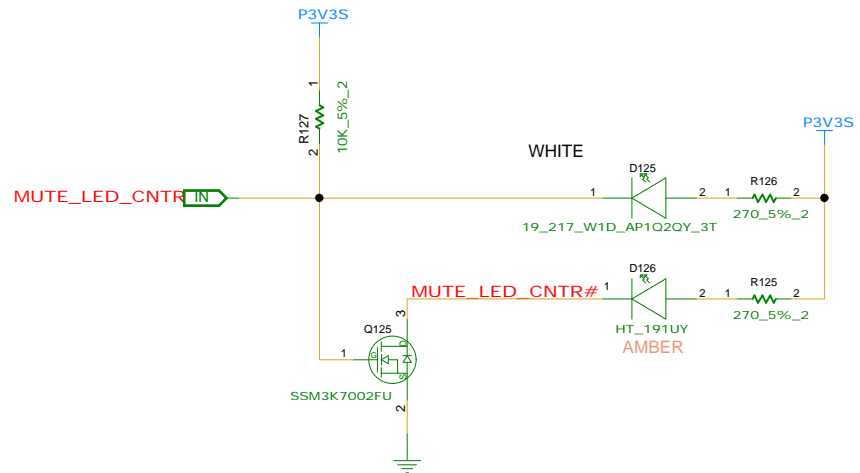 P3V3S
1
R127
10K_5%_2
2
P3V3S
WHITE
D125
R126
MUTE_LED_CNTR IN
1
2
1
2
19_217_W1D_AP1Q2QY_3T
270_5%_2
D126
R125
MUTE_LED_CNTR#
1
2
1
2
HT_191UY
270_5%_2
AMBER
3
Q125
D
1
G
S
SSM3K7002FU
2